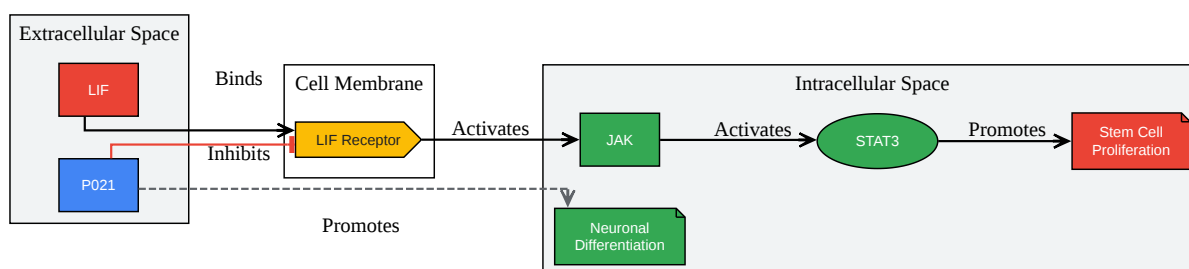 Extracellular Space
LIF
P021
Binds
Inhibits
Promotes
Cell Membrane
LIF Receptor
Activates
Intracellular Space
JAK
Activates
STAT3
Promotes
Stem Cell
Proliferation
Neuronal
Differentiation